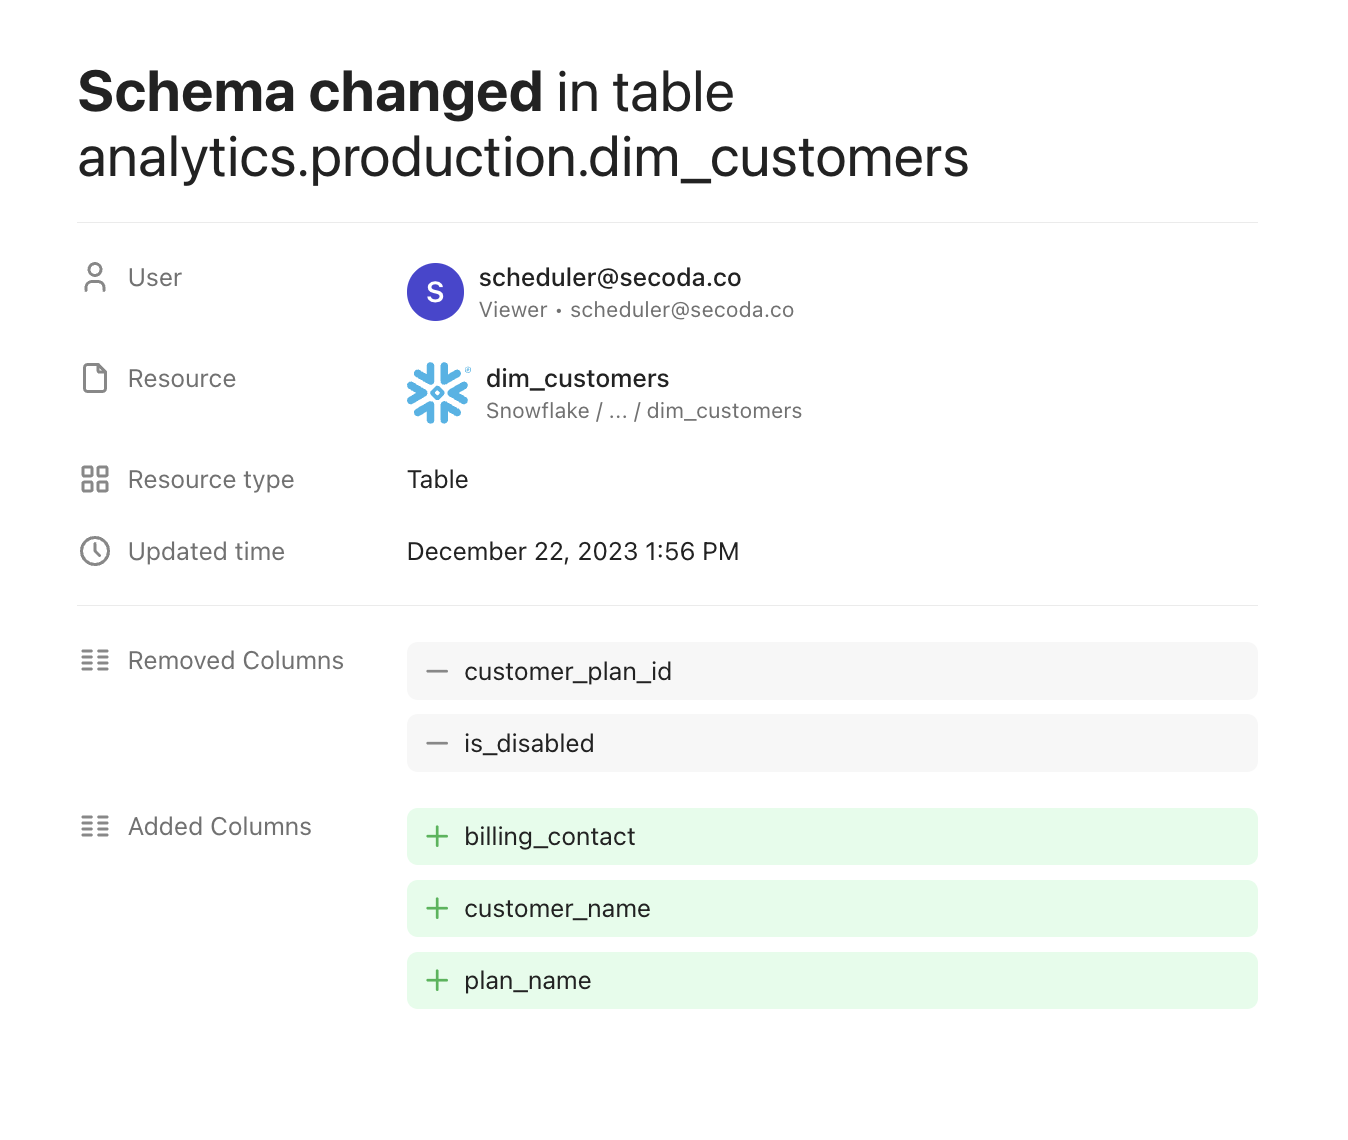 Schema changed in table
analytics.production.dim_customers
User
S
scheduler@secoda.co
Viewer • scheduler@secoda.co
Resource
®
dim_customers
Snowflake / ... / dim_customers
Resource type
Table
Updated time
December 22, 2023 1:56 PM
Removed Columns
— customer_plan_id
— is_disabled
Added Columns
+ billing_contact
+ customer_name
+ plan_name